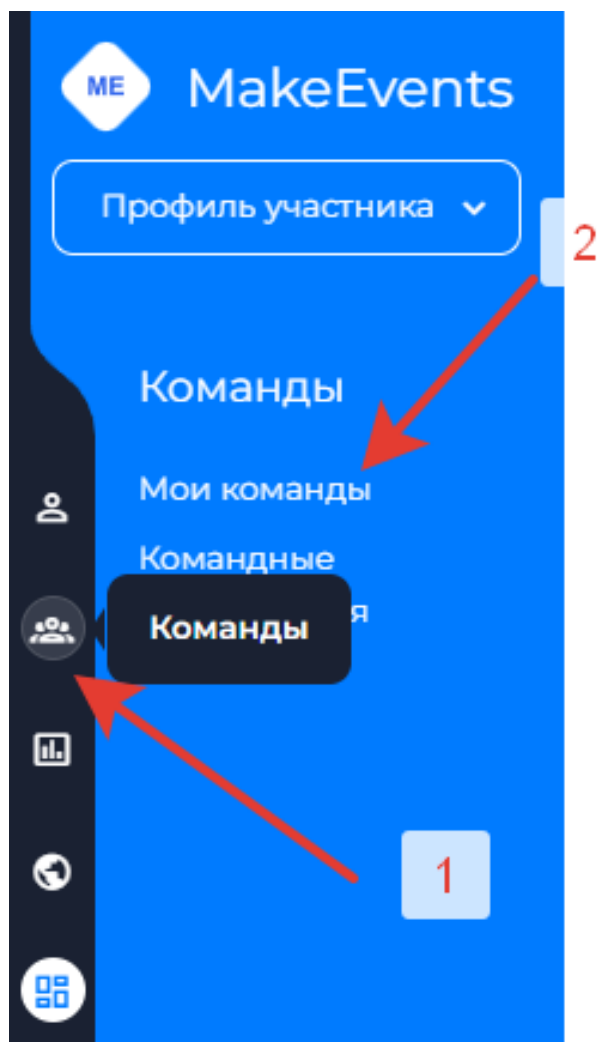 ME MakeEvents
Профиль участника
2
Команды
Мои команды
Командные
я
Команды
1